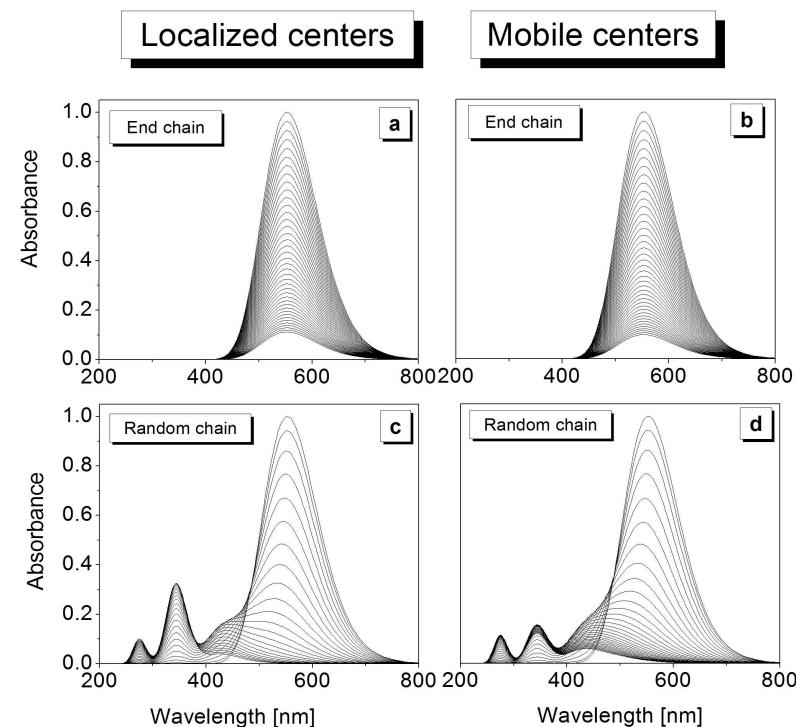 Localized centers
Mobile centers
End chain
a
End chain
b
1.0
0.8
0.6
0.4
0.2
0.0
Absorbance
200 400 600 800
200 400 600 800
Random chain
c
Random chain
d
1.0
0.8
0.6
0.4
0.2
0.0
Absorbance
200 400 600 800
200 400 600 800
Wavelength [nm]
Wavelength [nm]